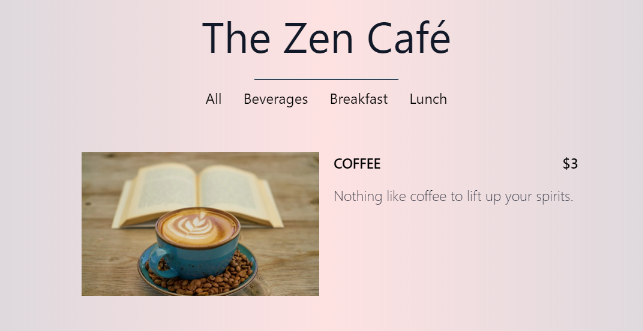 The Zen Café
All Beverages Breakfast Lunch
COFFEE $3
Nothing like coffee to lift up your spirits.